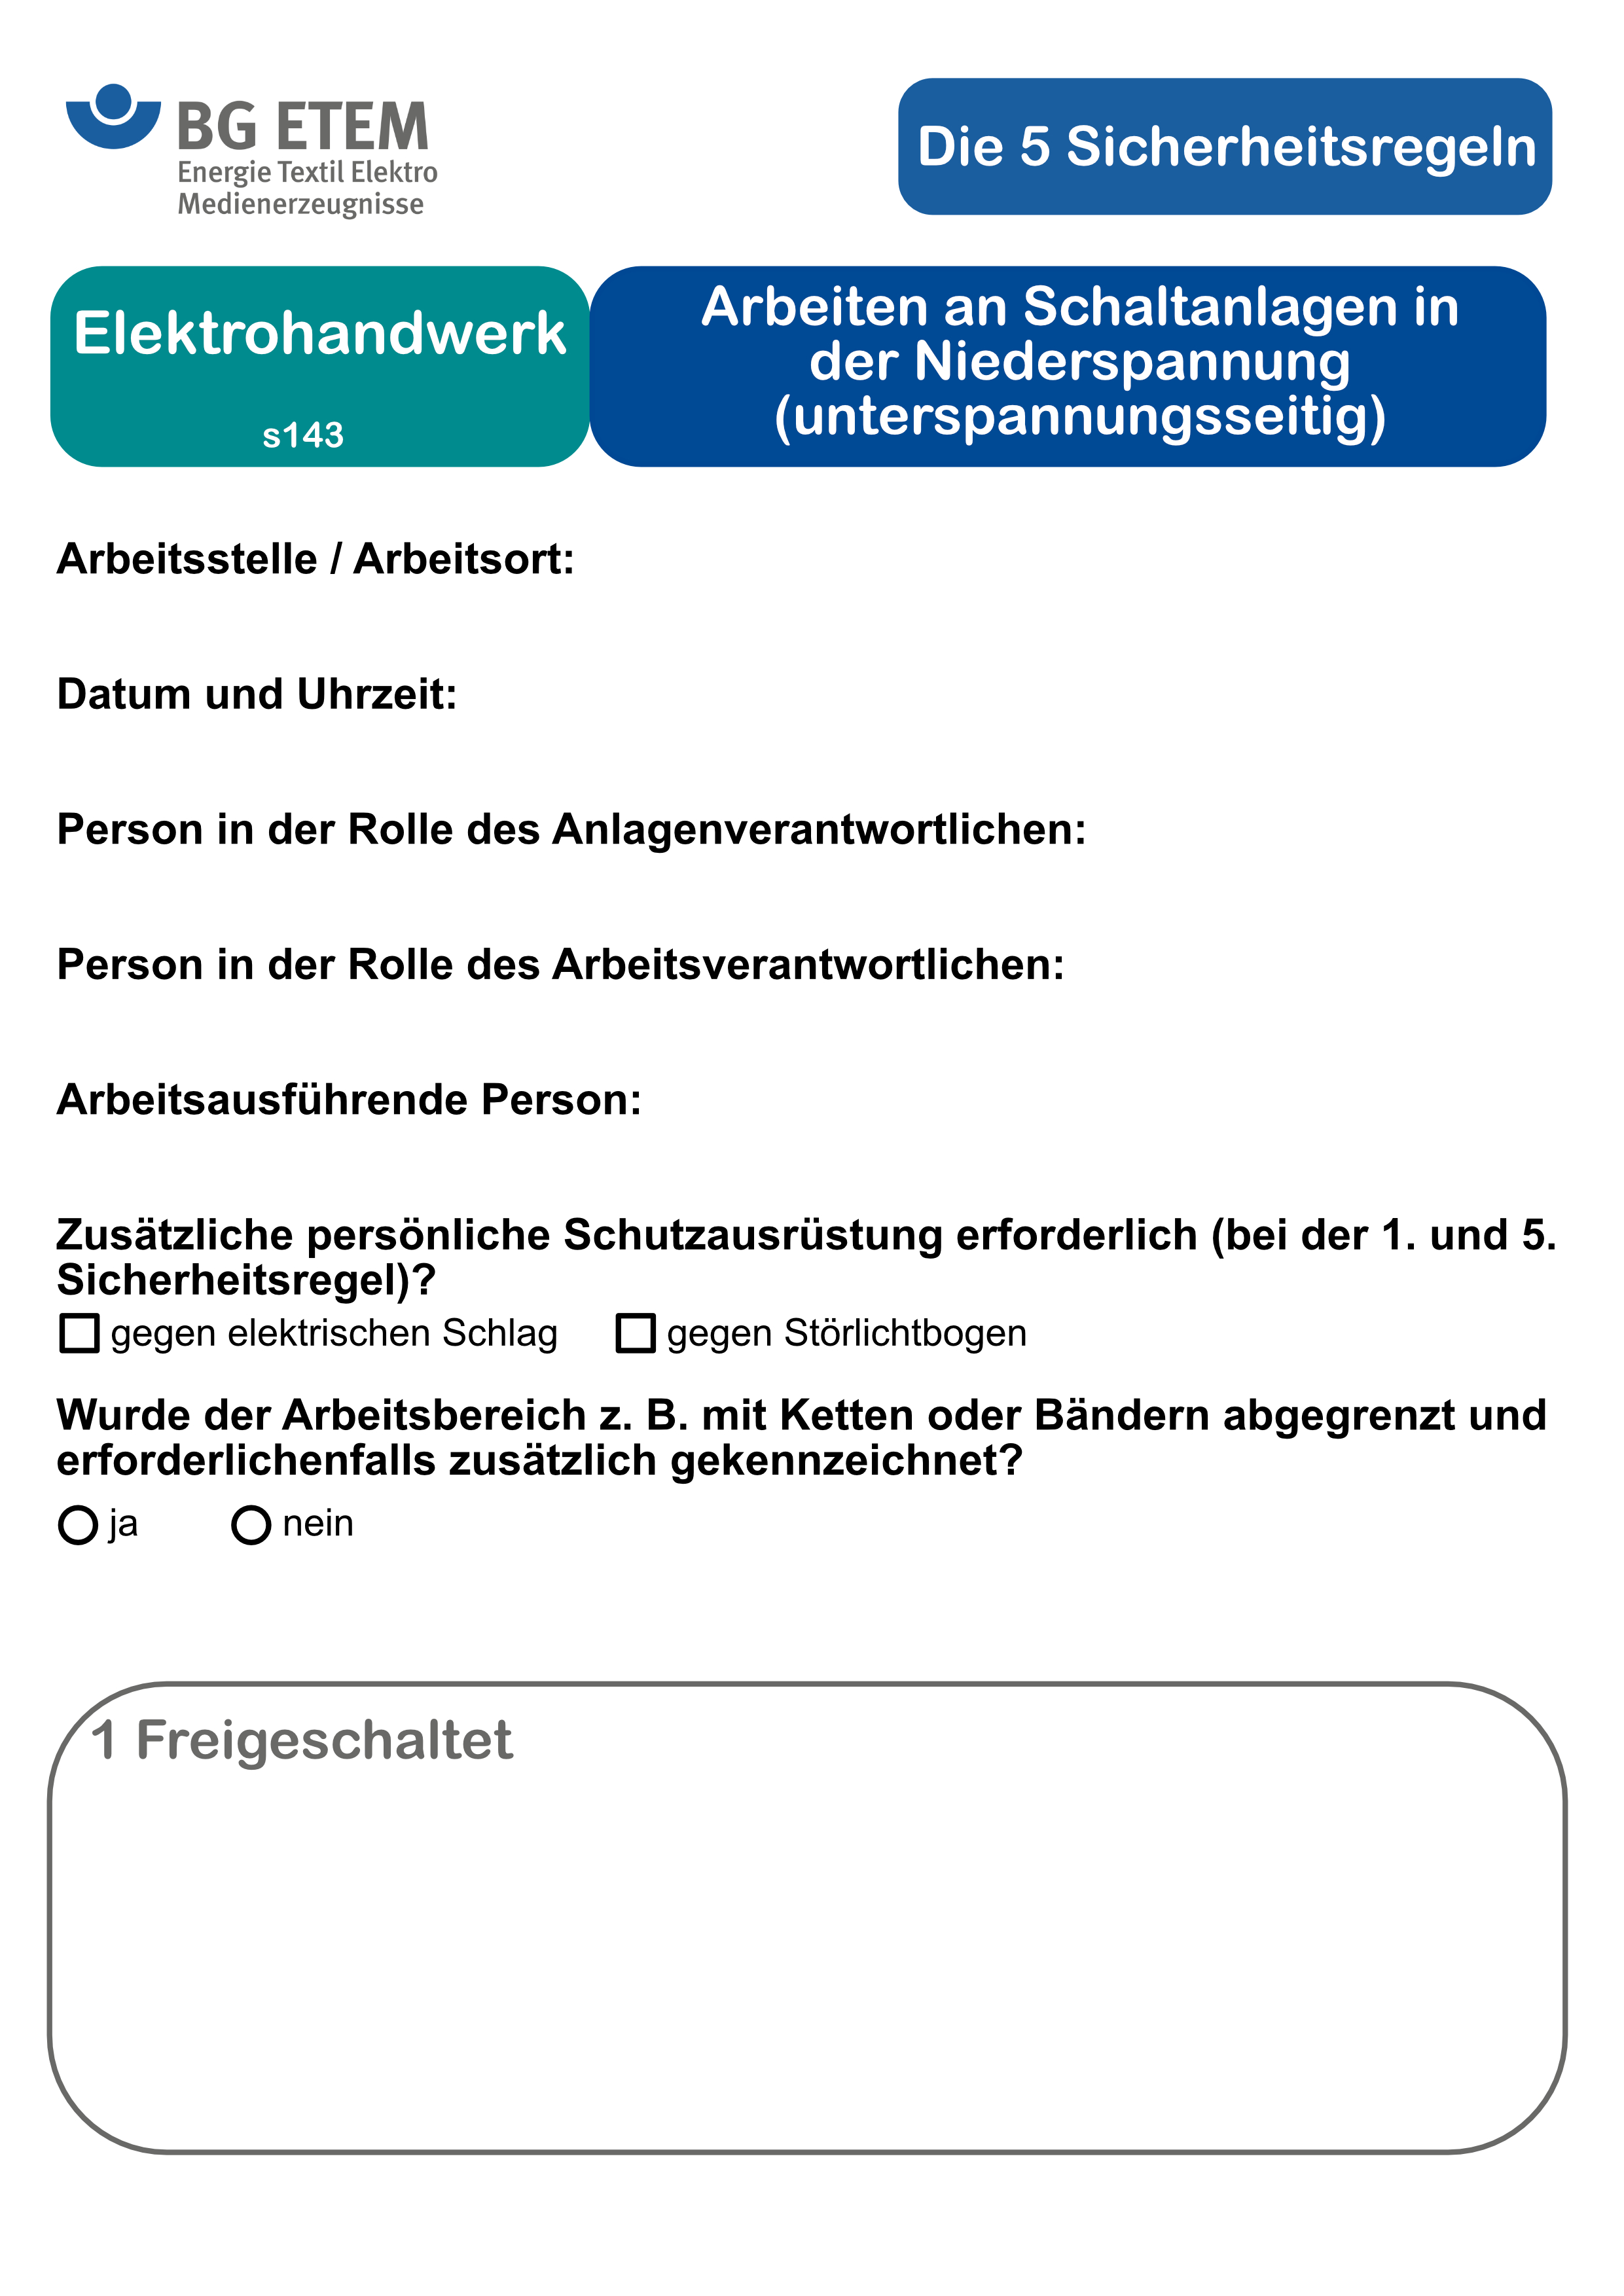 BG ETEM
Energie Textil Elektro
Medienerzeugnisse
Die 5 Sicherheitsregeln
Elektrohandwerk
s143
Arbeiten an Schaltanlagen in
der Niederspannung
(unterspannungsseitig)
Arbeitsstelle / Arbeitsort:
Datum und Uhrzeit:
Person in der Rolle des Anlagenverantwortlichen:
Person in der Rolle des Arbeitsverantwortlichen:
Arbeitsausführende Person:
Zusätzliche persönliche Schutzausrüstung erforderlich (bei der 1. und 5.
Sicherheitsregel)?
gegen elektrischen Schlag gegen Störlichtbogen
Wurde der Arbeitsbereich z. B. mit Ketten oder Bändern abgegrenzt und
erforderlichenfalls zusätzlich gekennzeichnet?
ja nein
1 Freigeschaltet